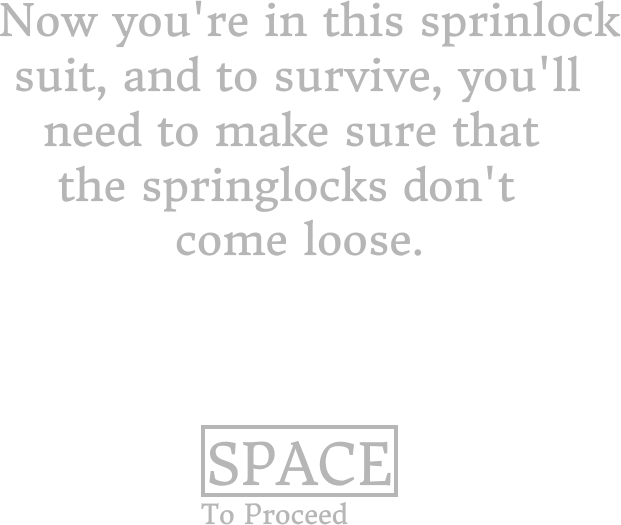 Now you're in this sprinlock
suit, and to survive, you'll
need to make sure that
the springlocks don't
come loose.
SPACE
To Proceed